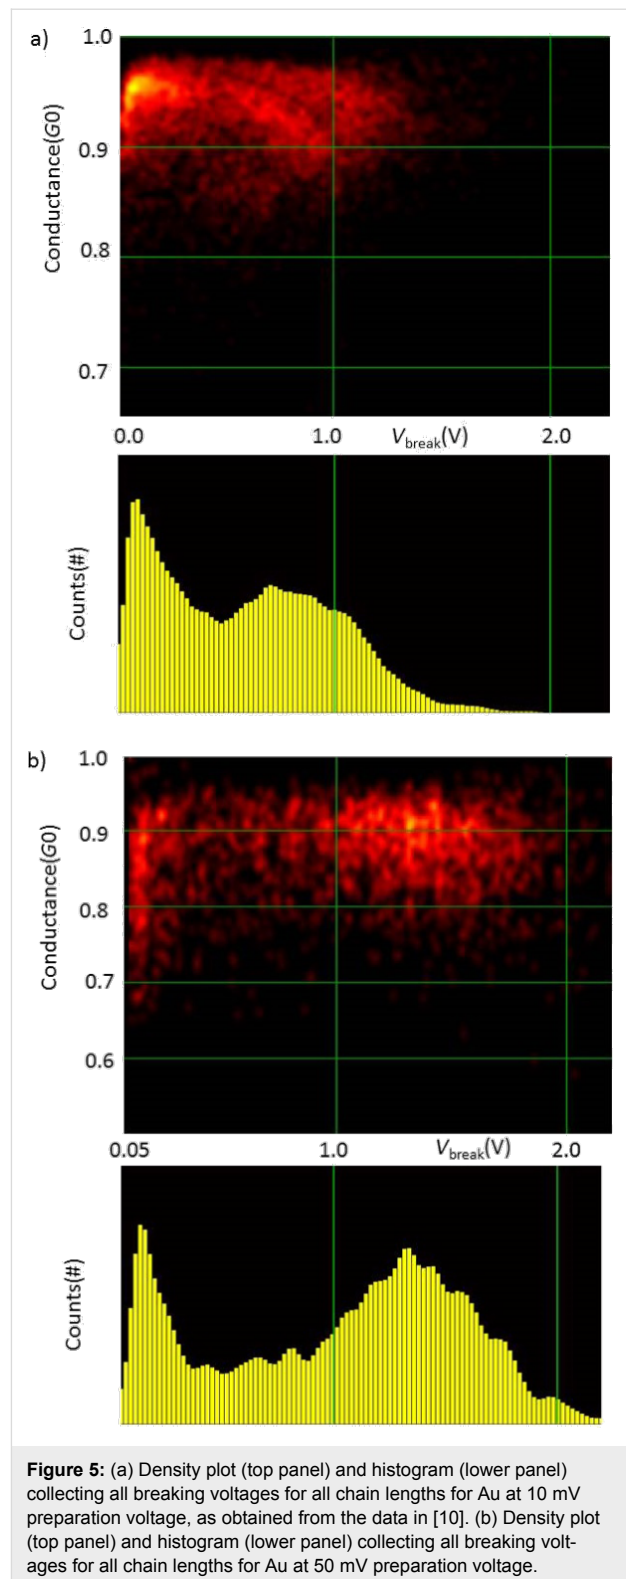 a)
1.0
0.9
0.8
0.7
Conductance(G0)
0.0 1.0 Vbreak(V) 2.0
Counts(#)
b)
1.0
0.9
0.8
0.7
0.6
Conductance(G0)
0.05 1.0 Vbreak(V) 2.0
Counts(#)
Figure 5: (a) Density plot (top panel) and histogram (lower panel)
collecting all breaking voltages for all chain lengths for Au at 10 mV
preparation voltage, as obtained from the data in [10]. (b) Density plot
(top panel) and histogram (lower panel) collecting all breaking volt-
ages for all chain lengths for Au at 50 mV preparation voltage.